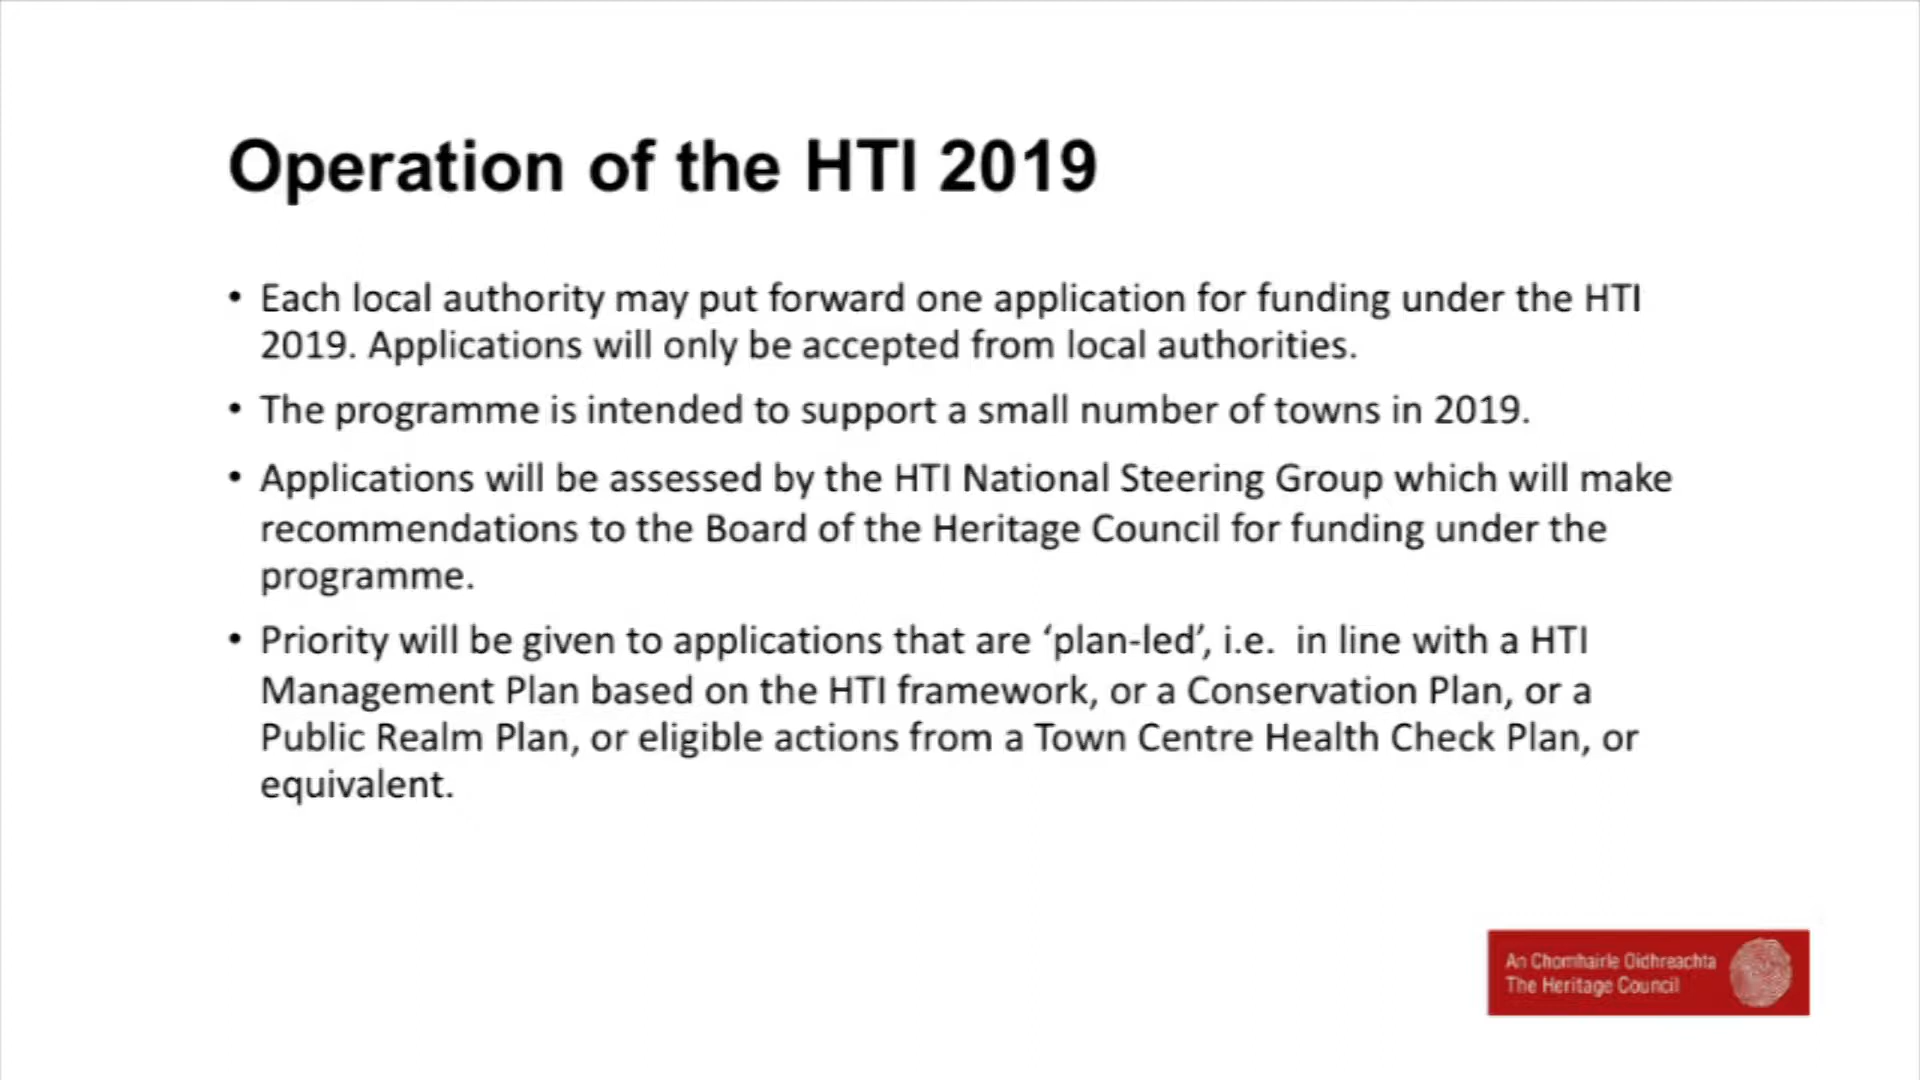 Operation of the HTI 2019
• Each local authority may put forward one application for funding under the HTI
2019. Applications will only be accepted from local authorities.
• The programme is intended to support a small number of towns in 2019.
• Applications will be assessed by the HTI National Steering Group which will make
recommendations to the Board of the Heritage Council for funding under the
programme.
• Priority will be given to applications that are ‘plan-led’, i.e.  in line with a HTI
Management Plan based on the HTI framework, or a Conservation Plan, or a
Public Realm Plan, or eligible actions from a Town Centre Health Check Plan, or
equivalent.
An Chomhairle Oidhreachta
The Heritage Council